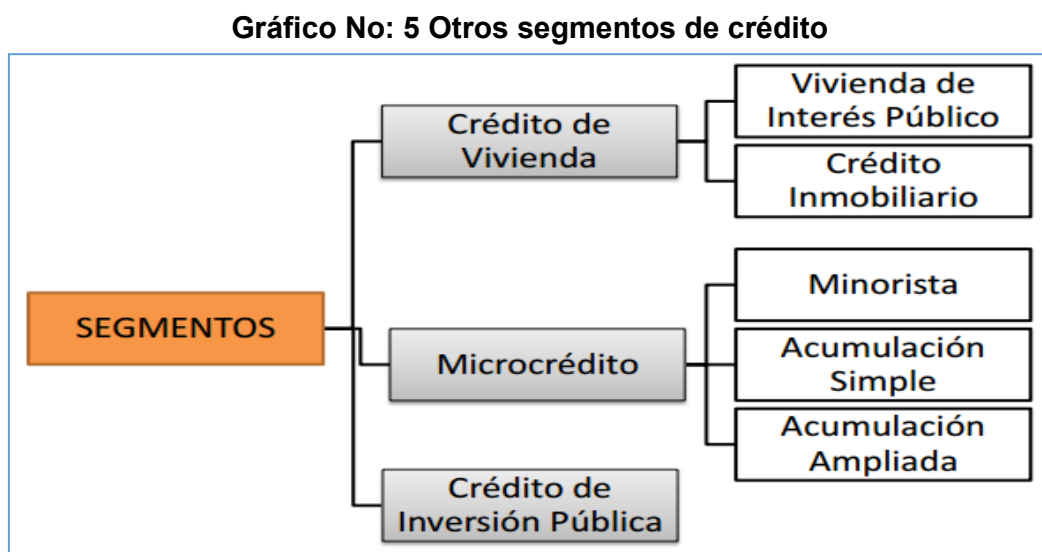 Gráfico No: 5 Otros segmentos de crédito
SEGMENTOS
Crédito de
Vivienda
Vivienda de
Interés Público
Crédito
Inmobiliario
Microcrédito
Minorista
Acumulación
Simple
Acumulación
Ampliada
Crédito de
Inversión Pública